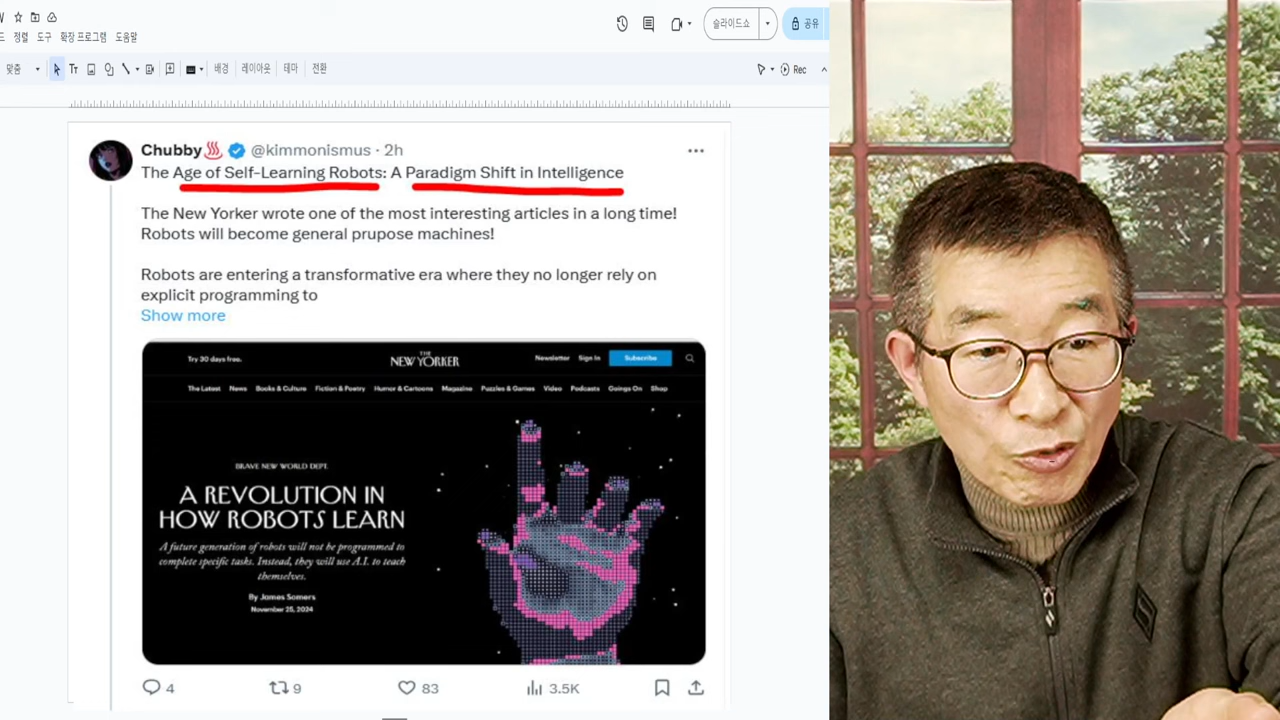 정렬 도구 확장 프로그램 도움말
슬라이드쇼
공유
맞춤
Tт
배경 레이아웃 테마 전환
Rec
Chubby♨️ @kimmonismus · 2h
The Age of Self-Learning Robots: A Paradigm Shift in Intelligence
The New Yorker wrote one of the most interesting articles in a long time!
Robots will become general prupose machines!
Robots are entering a transformative era where they no longer rely on
explicit programming to
Show more
Try 30 days free.
THE
NEW YORKER
Newsletter Sign In Subscribe
The Latest News Books & Culture Fiction & Poetry Humor & Cartoons Magazine Puzzles & Games Video Podcasts Goings On Shop
BRAVE NEW WORLD DEPT.
A REVOLUTION IN
HOW ROBOTS LEARN
A future generation of robots will not be programmed to
complete specific tasks. Instead, they will use A.I. to teach
themselves.
By James Somers
November 25, 2024
4 9 83 3.5K